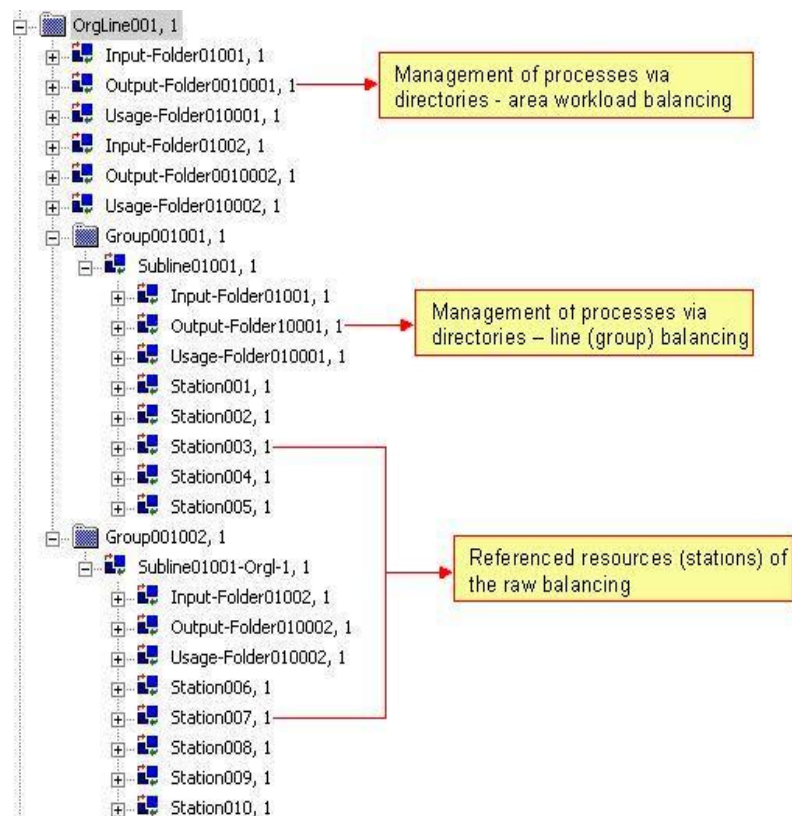 OrgLine001, 1
Input-Folder01001, 1
Output-Folder0010001, 1
Management of processes via
directories - area workload balancing
Usage-Folder010001, 1
Input-Folder01002, 1
Output-Folder0010002, 1
Usage-Folder010002, 1
Group001001, 1
Subline01001, 1
Input-Folder01001, 1
Output-Folder10001, 1
Management of processes via
directories – line (group) balancing
Usage-Folder010001, 1
Station001, 1
Station002, 1
Station003, 1
Station004, 1
Station005, 1
Group001002, 1
Subline01001-Orgl-1, 1
Referenced resources (stations) of
the raw balancing
Input-Folder01002, 1
Output-Folder010002, 1
Usage-Folder010002, 1
Station006, 1
Station007, 1
Station008, 1
Station009, 1
Station010, 1